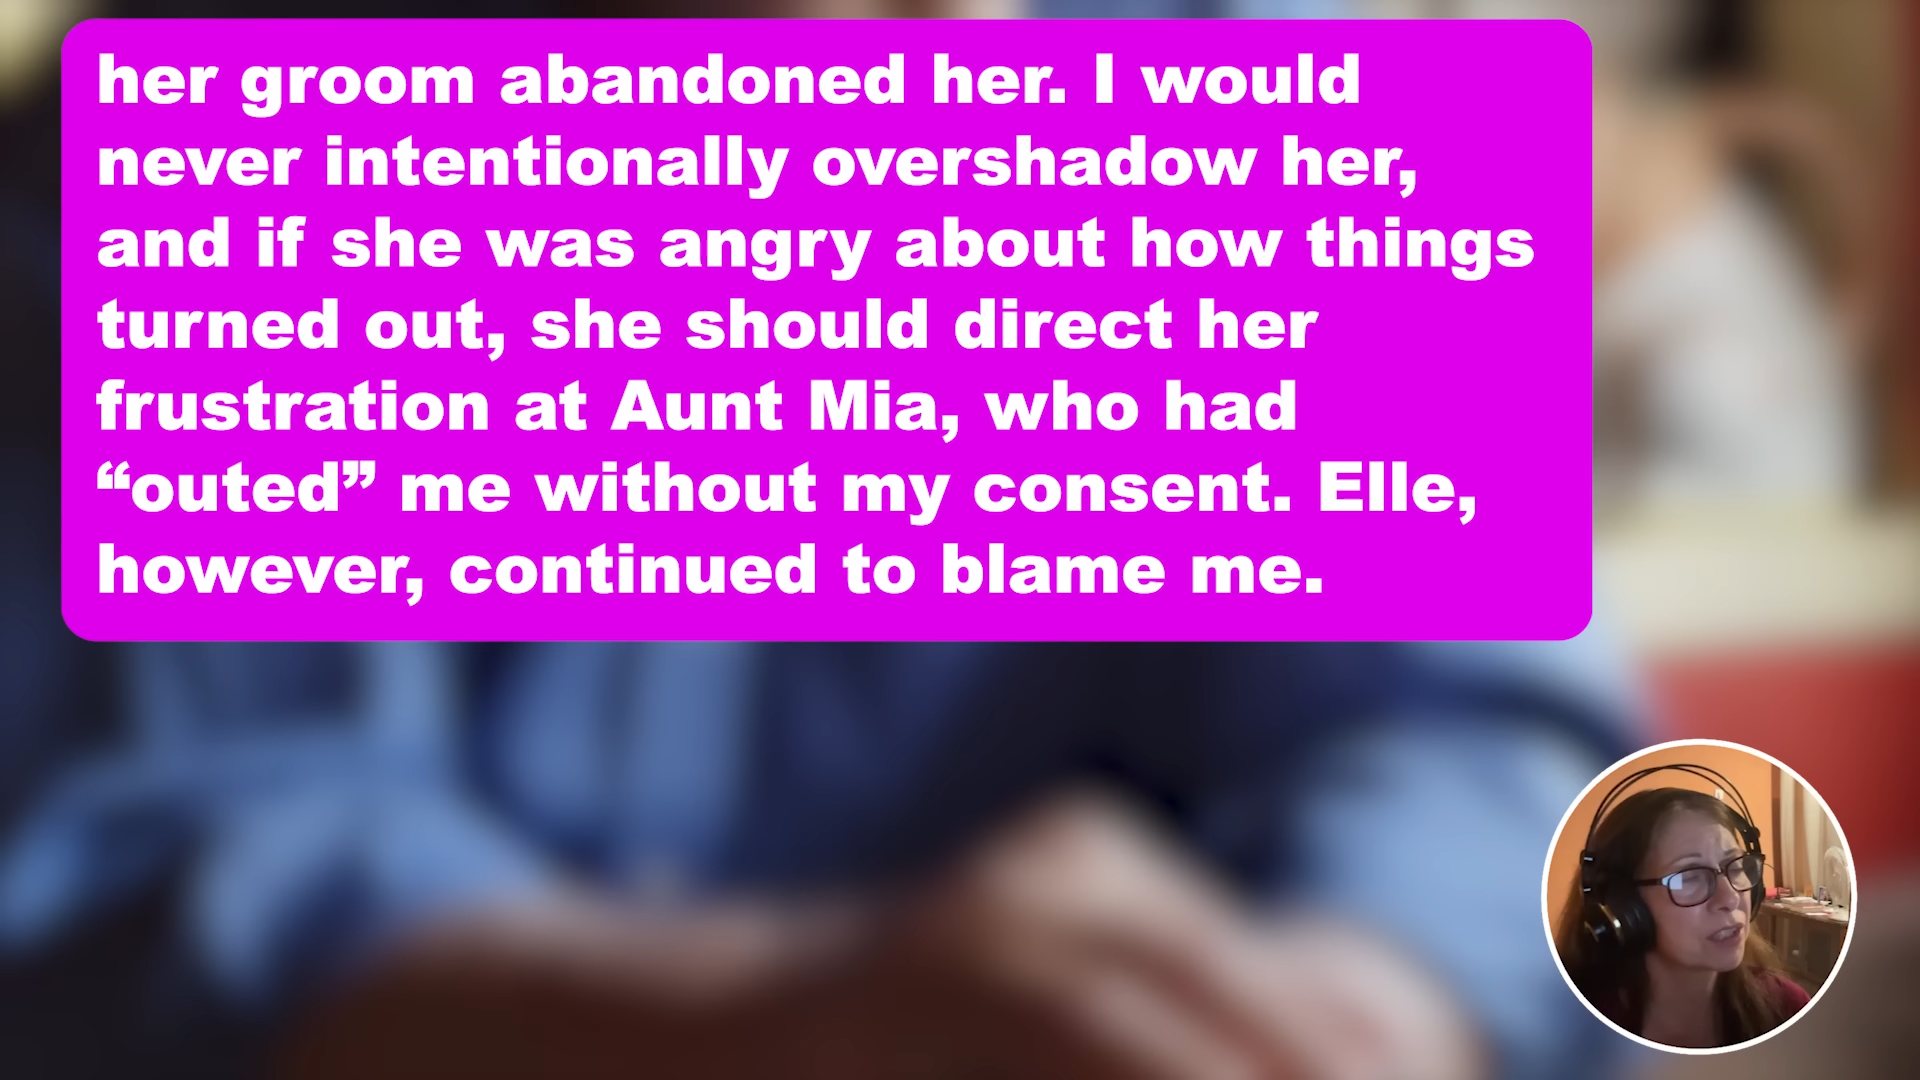 her groom abandoned her. I would
never intentionally overshadow her,
and if she was angry about how things
turned out, she should direct her
frustration at Aunt Mia, who had
“outed” me without my consent. Elle,
however, continued to blame me.